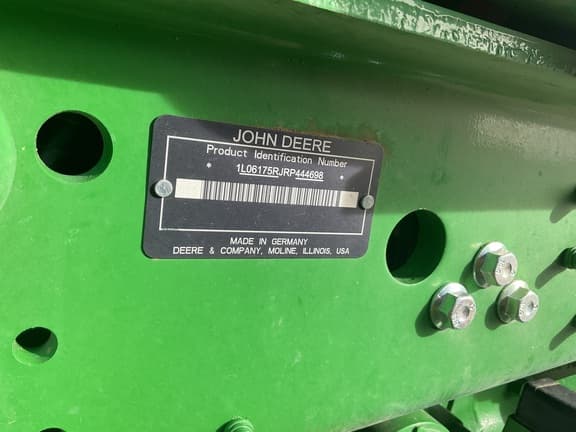 JOHN DEERE
Product Identification Number
* 1L06175RJRP444698 *
MADE IN GERMANY
DEERE & COMPANY, MOLINE, ILLINOIS, USA